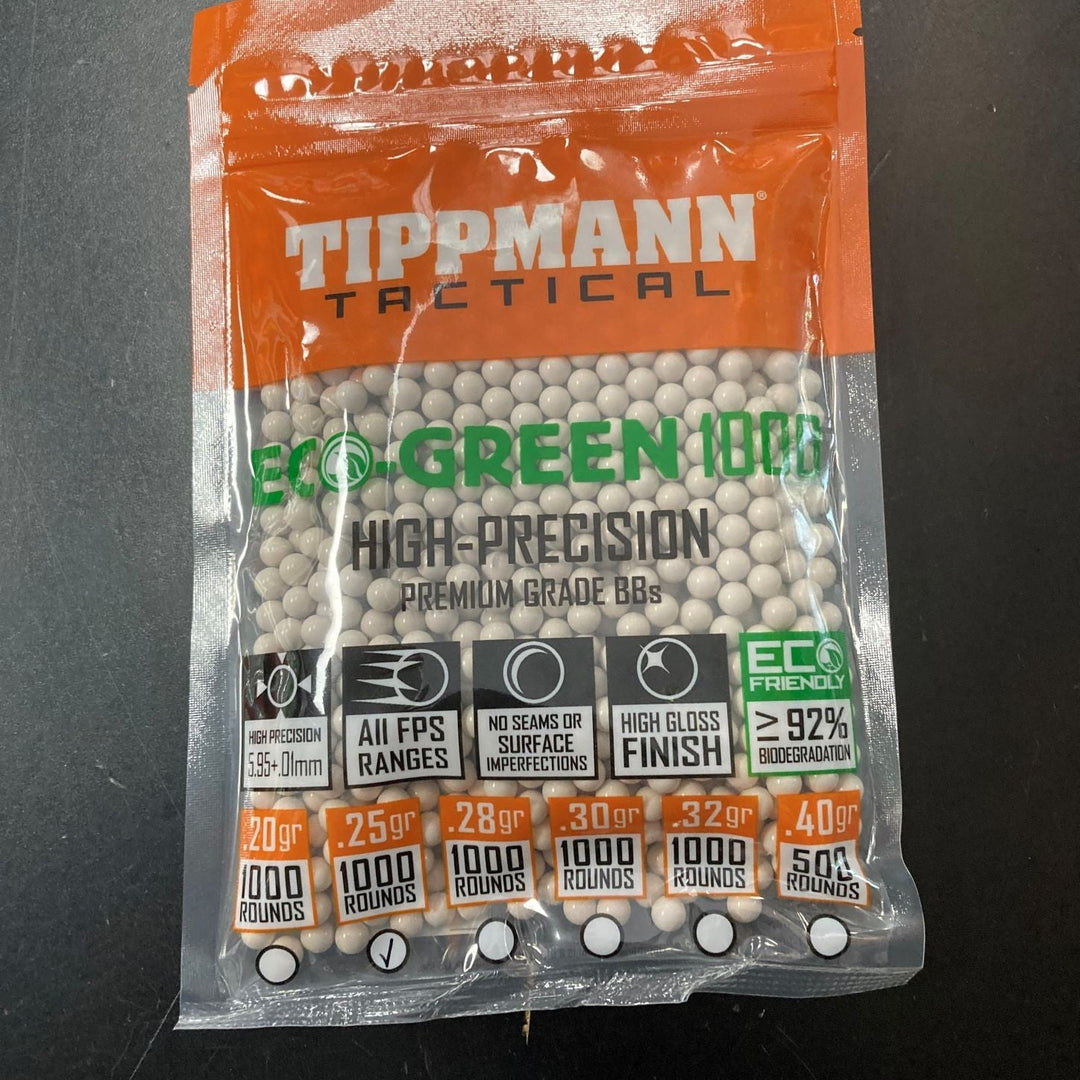 TIPPMANN®
TACTICAL
ECO-GREEN 1000
HIGH-PRECISION
PREMIUM GRADE BBs
HIGH PRECISION
5.95+.01mm
All FPS
RANGES
NO SEAMS OR
SURFACE
IMPERFECTIONS
HIGH GLOSS
FINISH
ECO
FRIENDLY
≥ 92%
BIODEGRADATION
.20gr
1000
ROUNDS
.25gr
1000
ROUNDS
.28gr
1000
ROUNDS
.30gr
1000
ROUNDS
.32gr
1000
ROUNDS
.40gr
500
ROUNDS